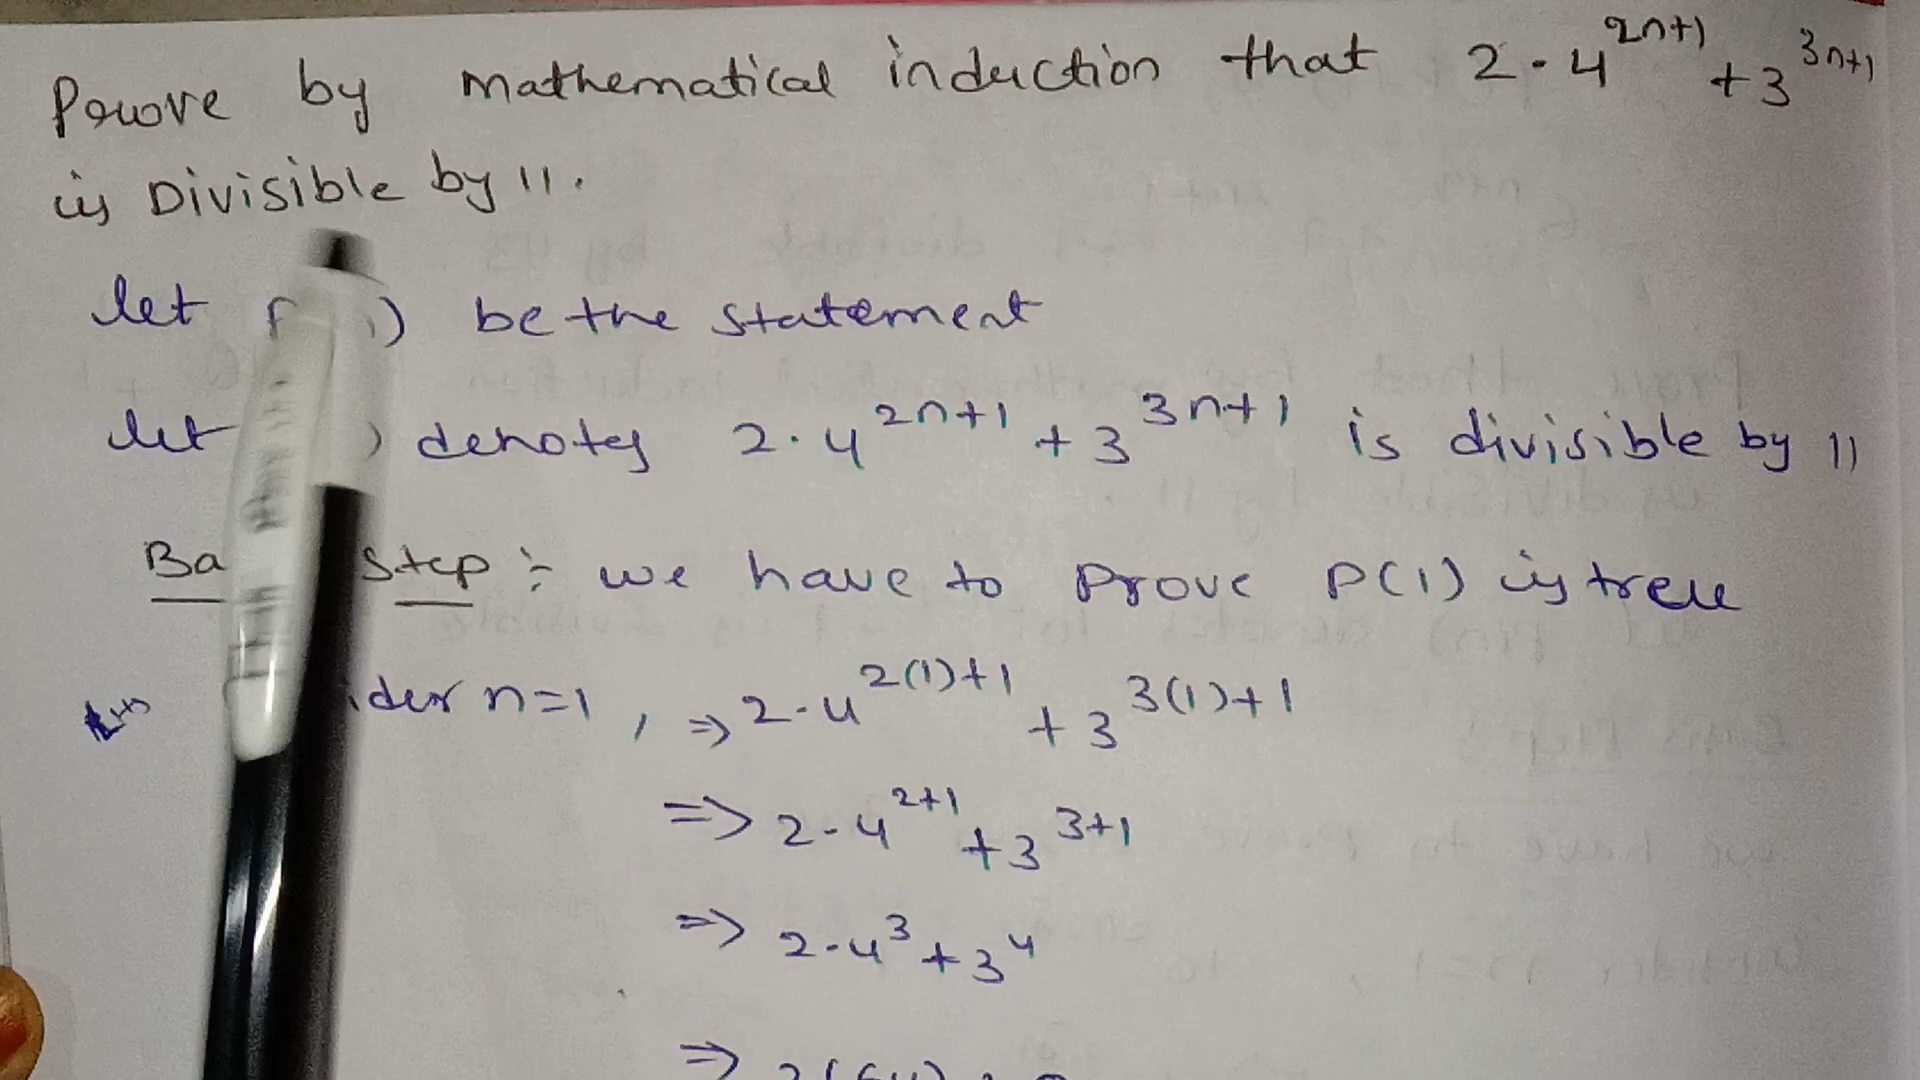 Prove by mathematical induction that 2·4^{2n+1} + 3^{3n+1}
is Divisible by 11.
let ) be the statement
let ) denotes 2·4^{2n+1} + 3^{3n+1} is divisible by 11
Ba Step :- we have to prove P(1) is true
ider n=1, ⇒ 2·4^{2(1)+1} + 3^{3(1)+1}
⇒ 2·4^{2+1} + 3^{3+1}
⇒ 2·4^3 + 3^4
⇒ 2(64)